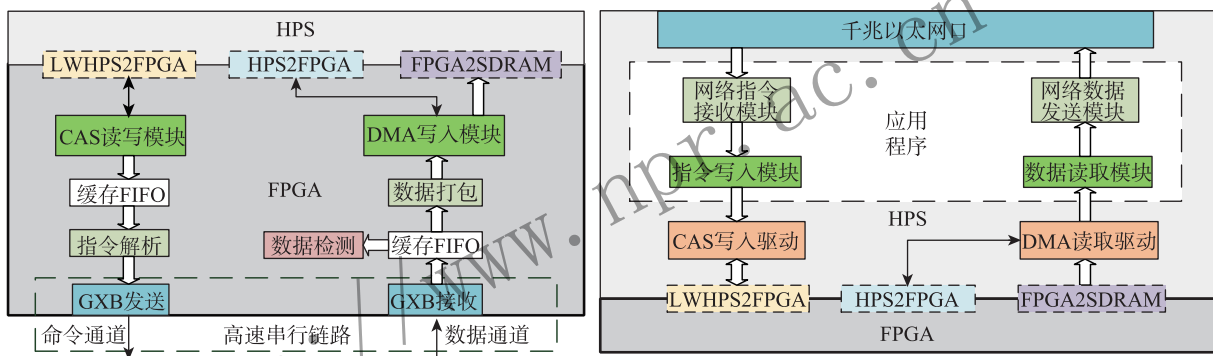 HPS
LWHPS2FPGA
HPS2FPGA
FPGA2SDRAM
CAS读写模块
DMA写入模块
缓存FIFO
FPGA
数据打包
指令解析
数据检测
缓存FIFO
GXB发送
GXB接收
命令通道
高速串行链路
数据通道
千兆以太网口
网络指令
接收模块
网络数据
发送模块
应用
程序
指令写入模块
数据读取模块
HPS
CAS写入驱动
DMA读取驱动
LWHPS2FPGA
HPS2FPGA
FPGA2SDRAM
FPGA
//www.npr.ac.cn